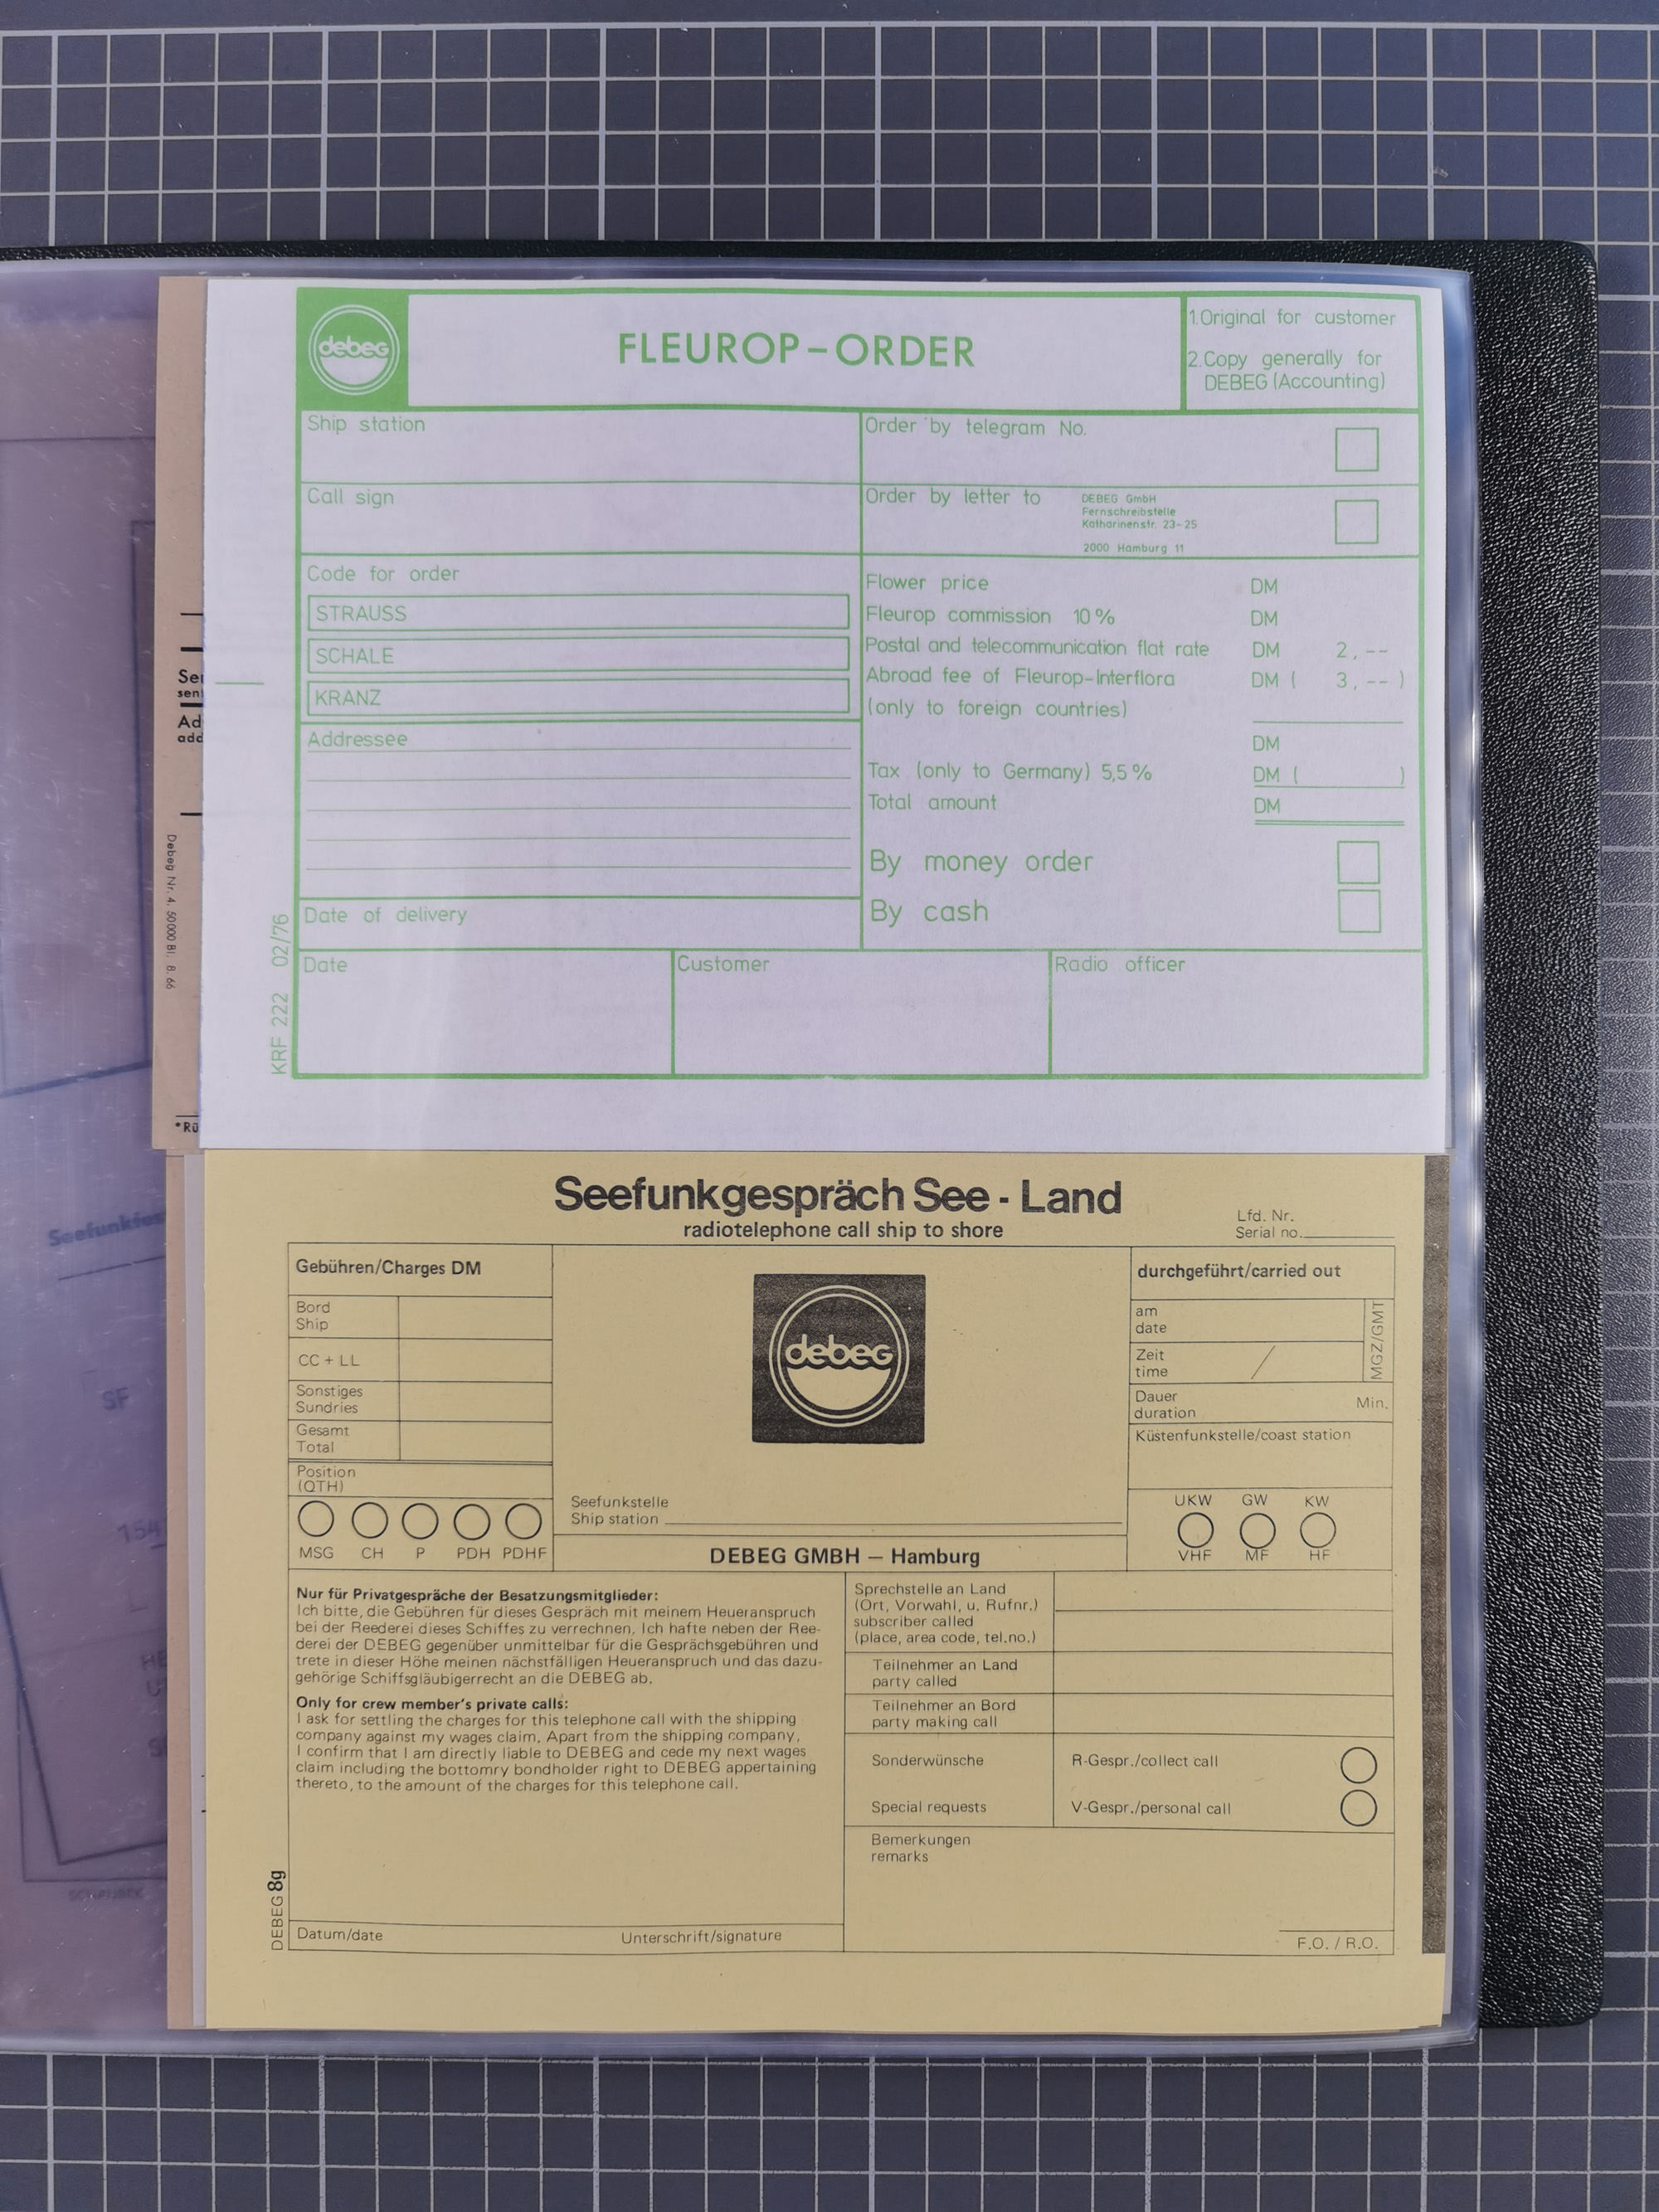 debeg
FLEUROP-ORDER
1.Original for customer
2.Copy generally for
DEBEG (Accounting)
Ship station
Order by telegram No.
Call sign
Order by letter to
DEBEG GmbH
Fernschreibstelle
Katharinenstr. 23-25
2000 Hamburg 11
Code for order
STRAUSS
SCHALE
KRANZ
Addressee
Date of delivery
Flower price DM
Fleurop commission 10 % DM
Postal and telecommunication flat rate DM 2,--
Abroad fee of Fleurop-Interflora DM ( 3,-- )
(only to foreign countries)
DM
Tax (only to Germany) 5,5 % DM ( )
Total amount DM
By money order
By cash
Date
Customer
Radio officer
KRF 222 02/76
Debeg Nr. 4. 50000 Bl. 8. 66
Ser
sen
Ad
add
*Rü
Seefunkgespräch See - Land
radiotelephone call ship to shore
Lfd. Nr.
Serial no.
Gebühren/Charges DM
Bord
Ship
CC + LL
Sonstiges
Sundries
Gesamt
Total
Position
(QTH)
MSG CH P PDH PDHF
debeg
Seefunkstelle
Ship station
DEBEG GMBH – Hamburg
durchgeführt/carried out
am
date
Zeit
time /
MGZ/GMT
Dauer
duration Min.
Küstenfunkstelle/coast station
UKW GW KW
VHF MF HF
Nur für Privatgespräche der Besatzungsmitglieder:
Ich bitte, die Gebühren für dieses Gespräch mit meinem Heueranspruch
bei der Reederei dieses Schiffes zu verrechnen. Ich hafte neben der Ree-
derei der DEBEG gegenüber unmittelbar für die Gesprächsgebühren und
trete in dieser Höhe meinen nächstfälligen Heueranspruch und das dazu-
gehörige Schiffsgläubigerrecht an die DEBEG ab.
Only for crew member's private calls:
I ask for settling the charges for this telephone call with the shipping
company against my wages claim. Apart from the shipping company,
I confirm that I am directly liable to DEBEG and cede my next wages
claim including the bottomry bondholder right to DEBEG appertaining
thereto, to the amount of the charges for this telephone call.
Datum/date
Unterschrift/signature
Sprechstelle an Land
(Ort, Vorwahl, u. Rufnr.)
subscriber called
(place, area code, tel.no.)
Teilnehmer an Land
party called
Teilnehmer an Bord
party making call
Sonderwünsche
R-Gespr./collect call
Special requests
V-Gespr./personal call
Bemerkungen
remarks
F.O. / R.O.
DEBEG 8g
SF